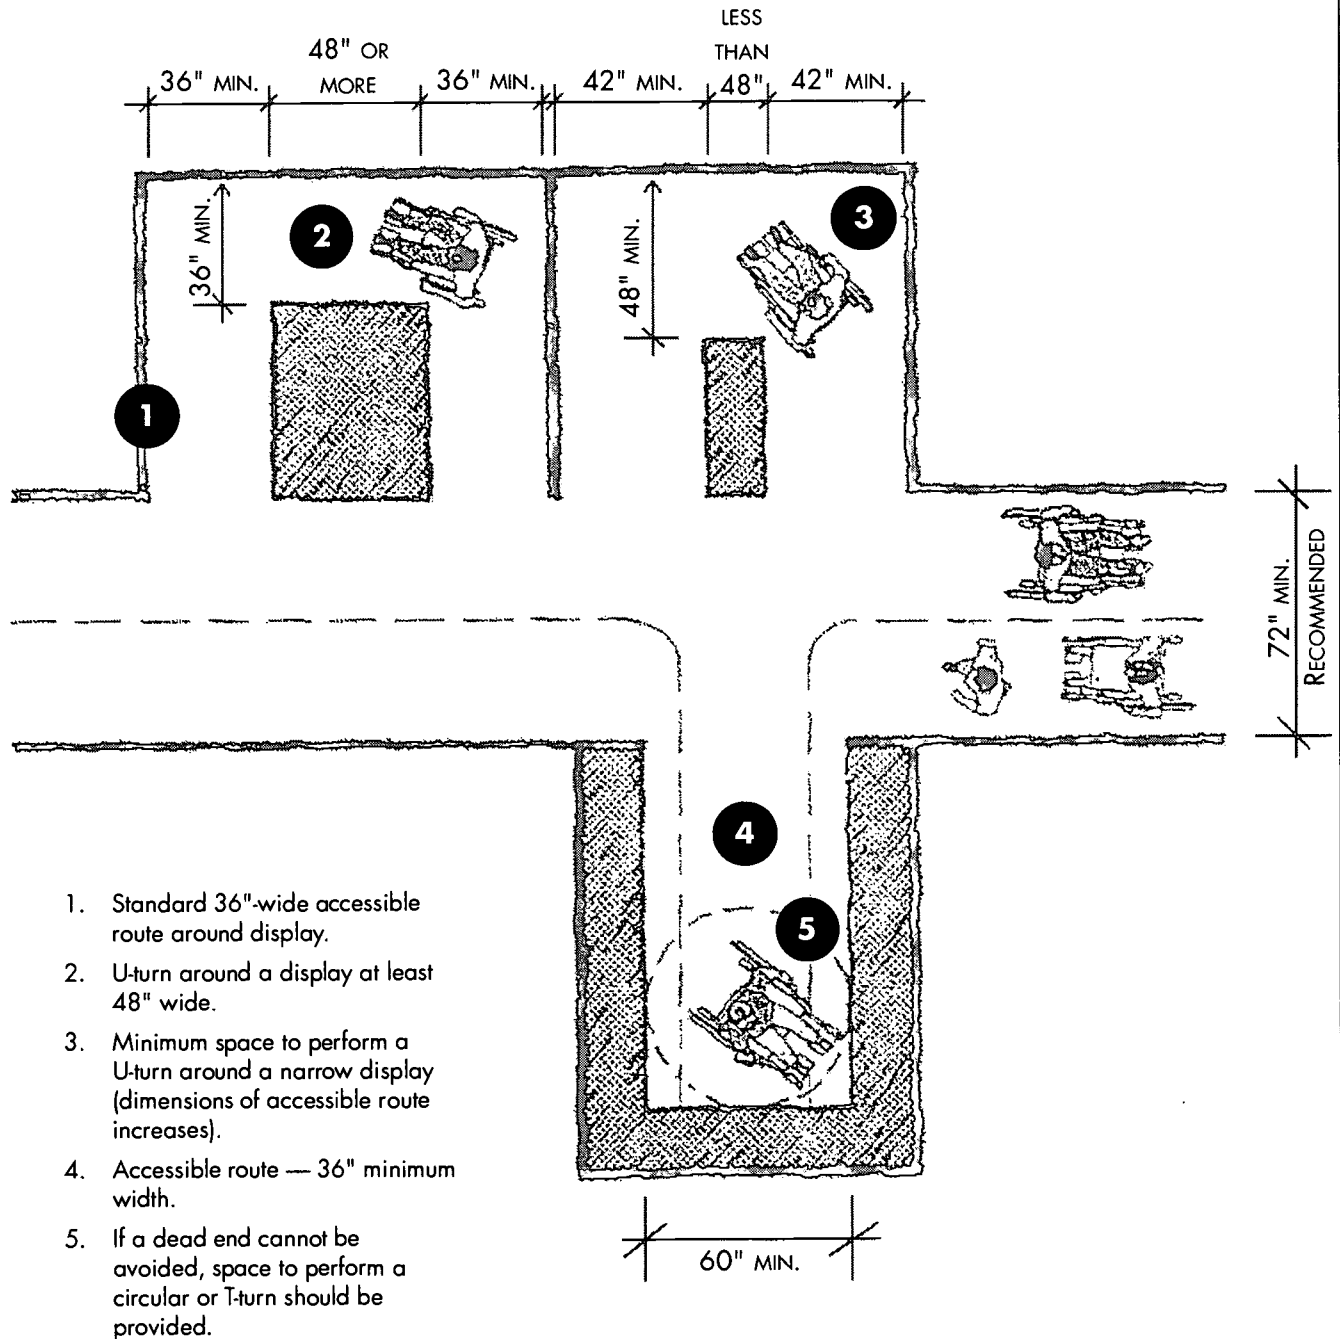 LESS
THAN
48" OR
MORE
36" MIN.
36" MIN.
42" MIN.
48"
42" MIN.
36" MIN.
2
48" MIN.
3
1
72" MIN.
RECOMMENDED
4
5
1. Standard 36"-wide accessible
route around display.
2. U-turn around a display at least
48" wide.
3. Minimum space to perform a
U-turn around a narrow display
(dimensions of accessible route
increases).
4. Accessible route — 36" minimum
width.
5. If a dead end cannot be
avoided, space to perform a
circular or T-turn should be
provided.
60" MIN.